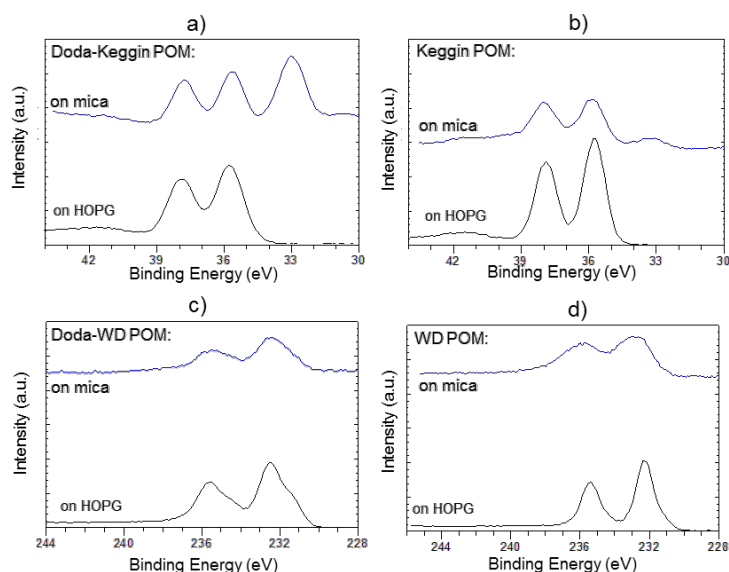 a)
Doda-Keggin POM:
on mica
on HOPG
Intensity (a.u.)
42 39 36 33 30
Binding Energy (eV)
b)
Keggin POM:
on mica
on HOPG
Intensity (a.u.)
42 39 36 33 30
Binding Energy (eV)
c)
Doda-WD POM:
on mica
on HOPG
Intensity (a.u.)
244 240 236 232 228
Binding Energy (eV)
d)
WD POM:
on mica
on HOPG
Intensity (a.u.)
244 240 236 232 228
Binding Energy (eV)